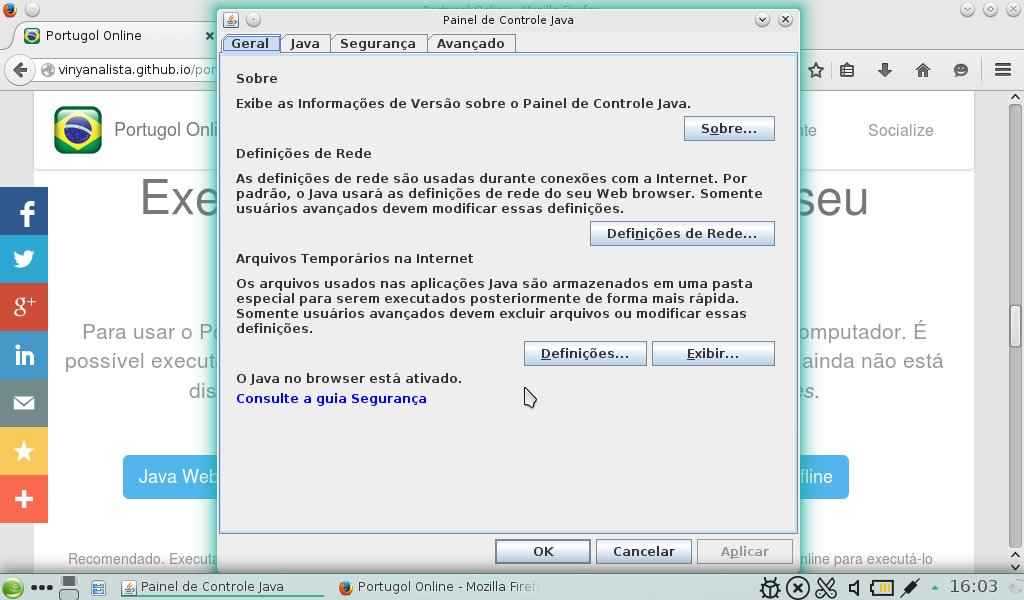 Painel de Controle Java
Portugol Online
vinyanalista.github.io/por
Geral Java Segurança Avançado
Sobre
Exibe as Informações de Versão sobre o Painel de Controle Java.
Sobre...
Definições de Rede
As definições de rede são usadas durante conexões com a Internet. Por
padrão, o Java usará as definições de rede do seu Web browser. Somente
usuários avançados devem modificar essas definições.
Definições de Rede...
Arquivos Temporários na Internet
Os arquivos usados nas aplicações Java são armazenados em uma pasta
especial para serem executados posteriormente de forma mais rápida.
Somente usuários avançados devem excluir arquivos ou modificar essas
definições.
Definições... Exibir...
O Java no browser está ativado.
Consulte a guia Segurança
OK Cancelar Aplicar
Portugol Onli nte Socialize
Exe seu
Para usar o Po omputador. É
possível execut ainda não está
dis es.
Java Web ffline
Recomendado. Executa nline para executá-lo
f
g+
in
Painel de Controle Java Portugol Online - Mozilla Firef 16:03